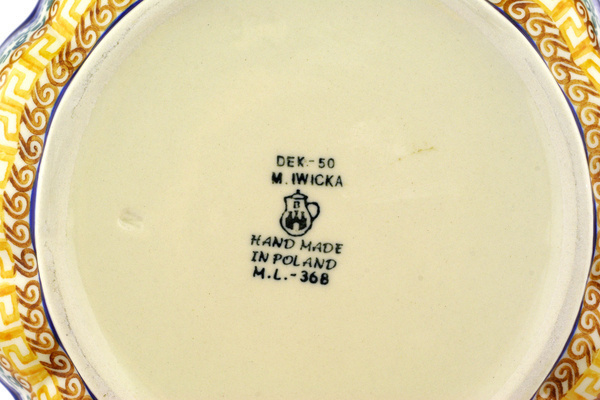 DEK.-50
M. IWICKA
B
HAND MADE
IN POLAND
M.L.-368